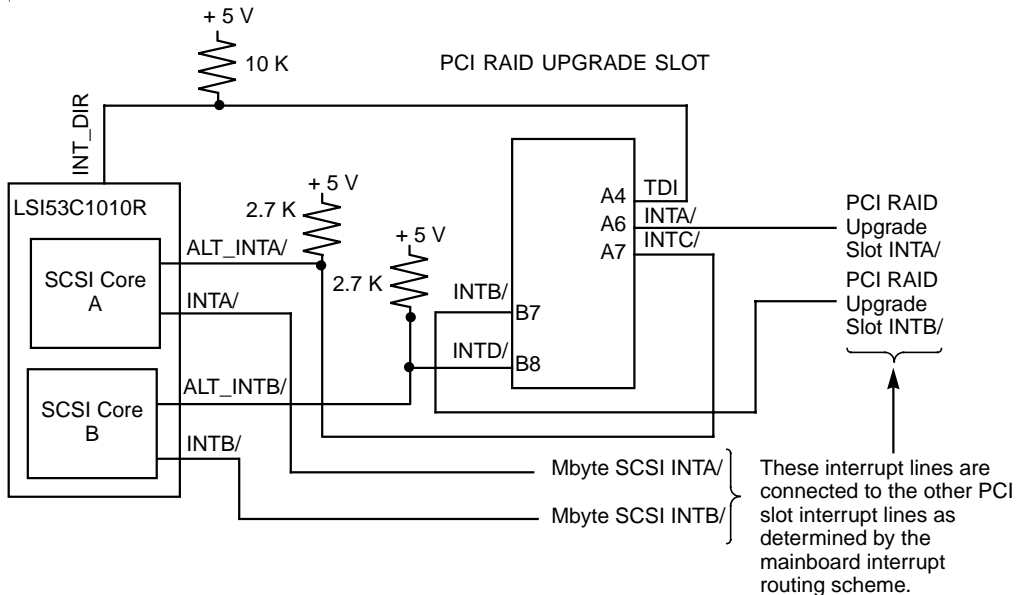 + 5 V
10 K
PCI RAID UPGRADE SLOT
INT_DIR
+ 5 V
2.7 K
+ 5 V
2.7 K
LSI53C1010R
ALT_INTA/
SCSI Core
A
INTA/
ALT_INTB/
SCSI Core
B
INTB/
A4
TDI
A6
INTA/
A7
INTC/
INTB/
B7
INTD/
B8
PCI RAID
Upgrade
Slot INTA/
PCI RAID
Upgrade
Slot INTB/
Mbyte SCSI INTA/
Mbyte SCSI INTB/
These interrupt lines are
connected to the other PCI
slot interrupt lines as
determined by the
mainboard interrupt
routing scheme.